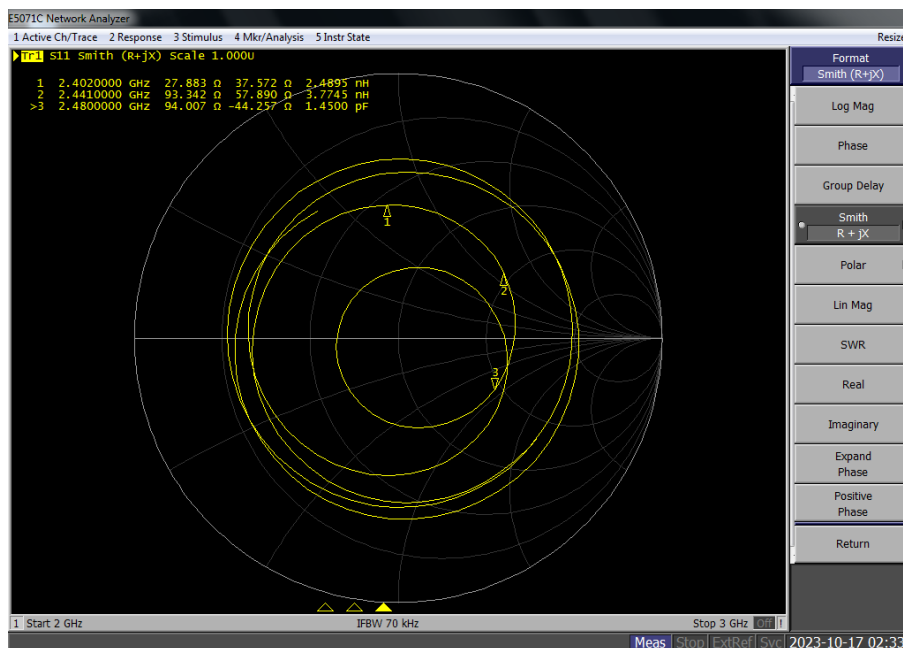 E5071C Network Analyzer
1 Active Ch/Trace 2 Response 3 Stimulus 4 Mkr/Analysis 5 Instr State
Resize
Tr1 S11 Smith (R+jX) Scale 1.000U
1 2.4020000 GHz 27.883 Ω 37.572 Ω 2.4895 nH
2 2.4410000 GHz 93.342 Ω 57.890 Ω 3.7745 nH
>3 2.4800000 GHz 94.007 Ω -44.257 Ω 1.4500 pF
1
2
3
Format
Smith (R+jX)
Log Mag
Phase
Group Delay
Smith
R + jX
Polar
Lin Mag
SWR
Real
Imaginary
Expand
Phase
Positive
Phase
Return
1 Start 2 GHz IFBW 70 kHz Stop 3 GHz Off !
Meas Stop ExtRef Svc 2023-10-17 02:33